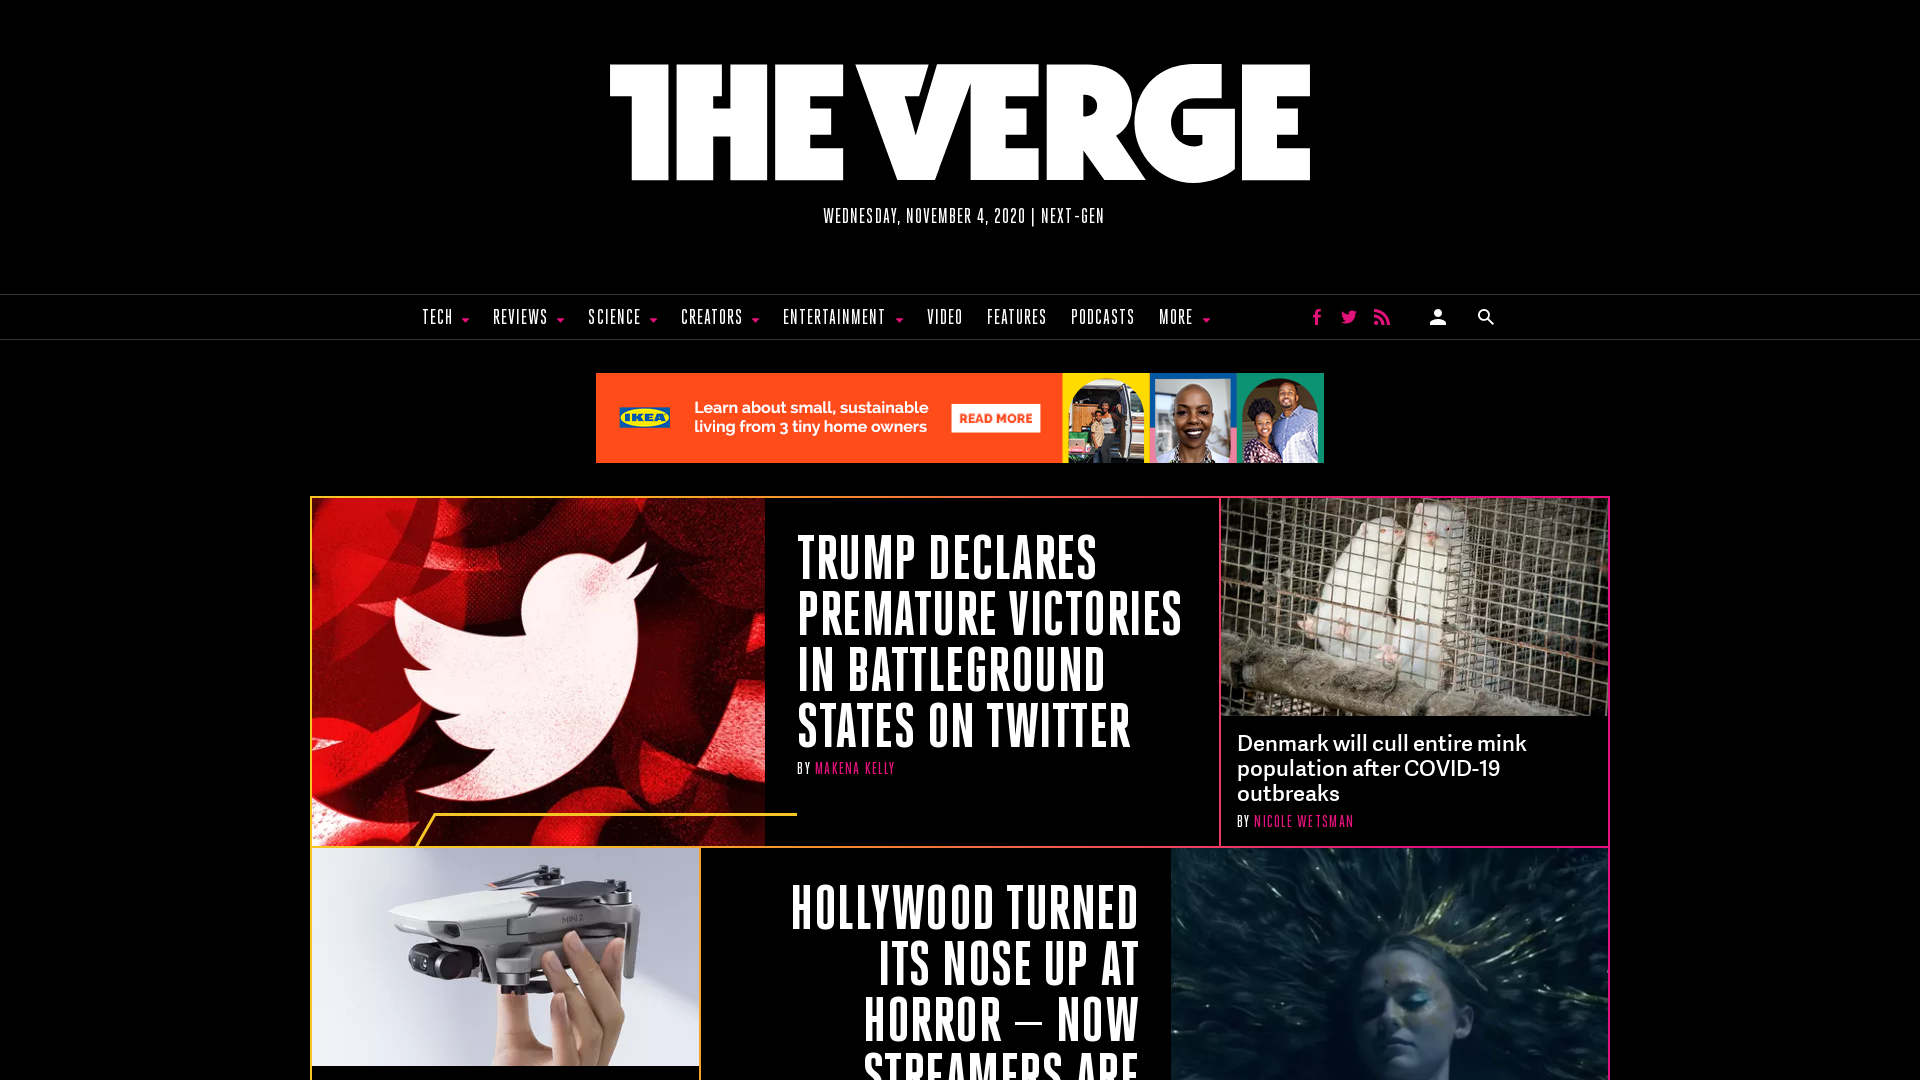 THE VERGE
WEDNESDAY, NOVEMBER 4, 2020 | NEXT-GEN
TECH REVIEWS SCIENCE CREATORS ENTERTAINMENT VIDEO FEATURES PODCASTS MORE
IKEA
Learn about small, sustainable
living from 3 tiny home owners
READ MORE
TRUMP DECLARES
PREMATURE VICTORIES
IN BATTLEGROUND
STATES ON TWITTER
BY MAKENA KELLY
Denmark will cull entire mink
population after COVID-19
outbreaks
BY NICOLE WETSMAN
MINI 2
HOLLYWOOD TURNED
ITS NOSE UP AT
HORROR — NOW
STREAMERS ARE